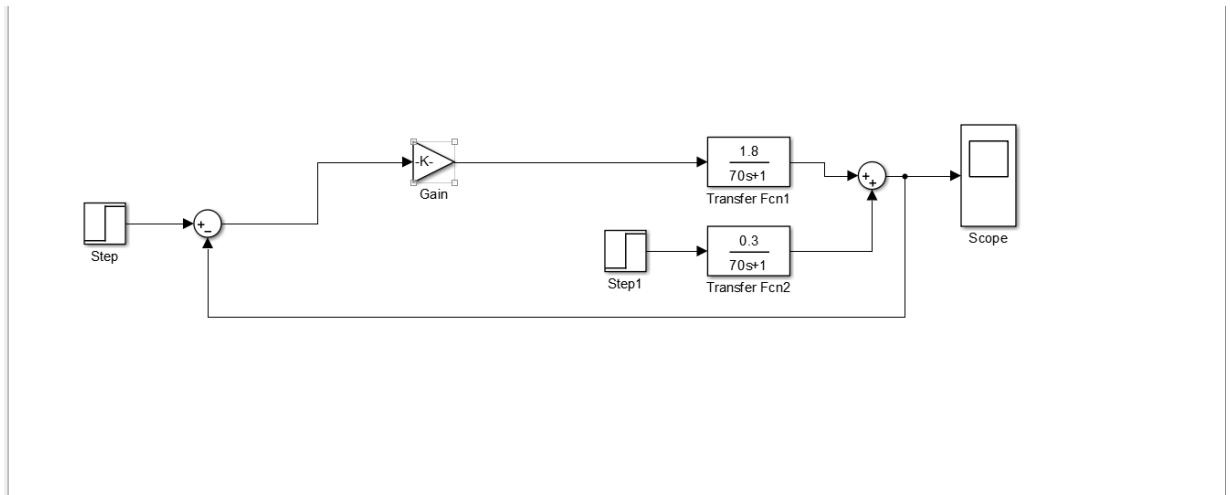 -K-
Gain
1.8
70s+1
Transfer Fcn1
+
+
Scope
+
−
Step
Step1
0.3
70s+1
Transfer Fcn2